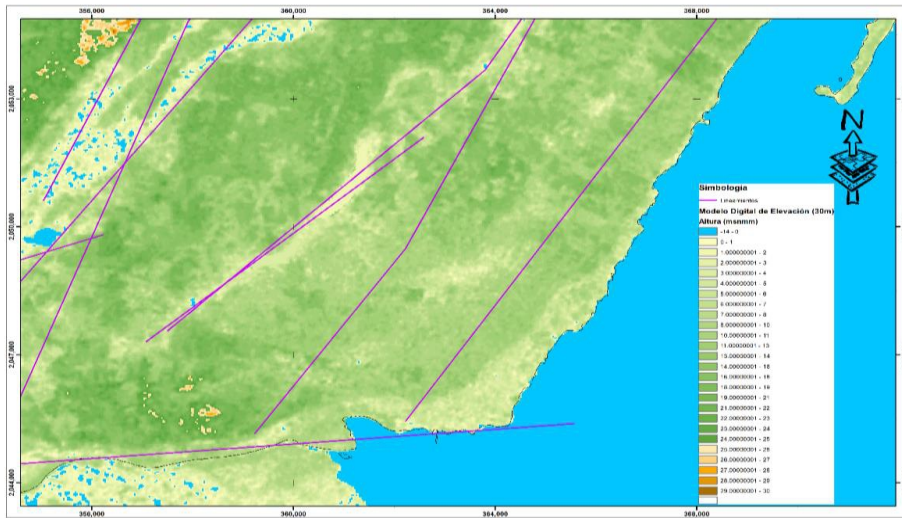 356,000 360,000 364,000 368,000
2,053,000
N
Simbología
Lineamientos
Modelo Digital de Elevación (30m)
Altura (msnmm)
-14 - 0
0 - 1
1.000000001 - 2
2.000000001 - 3
3.000000001 - 4
4.000000001 - 5
5.000000001 - 6
6.000000001 - 7
7.000000001 - 8
8.000000001 - 10
10.00000001 - 11
11.00000001 - 13
13.00000001 - 14
14.00000001 - 16
16.00000001 - 18
18.00000001 - 19
19.00000001 - 21
21.00000001 - 22
22.00000001 - 23
23.00000001 - 24
24.00000001 - 25
25.00000001 - 26
26.00000001 - 27
27.00000001 - 28
28.00000001 - 29
29.00000001 - 30
2,050,000
2,047,000
2,044,000
356,000 360,000 364,000 368,000